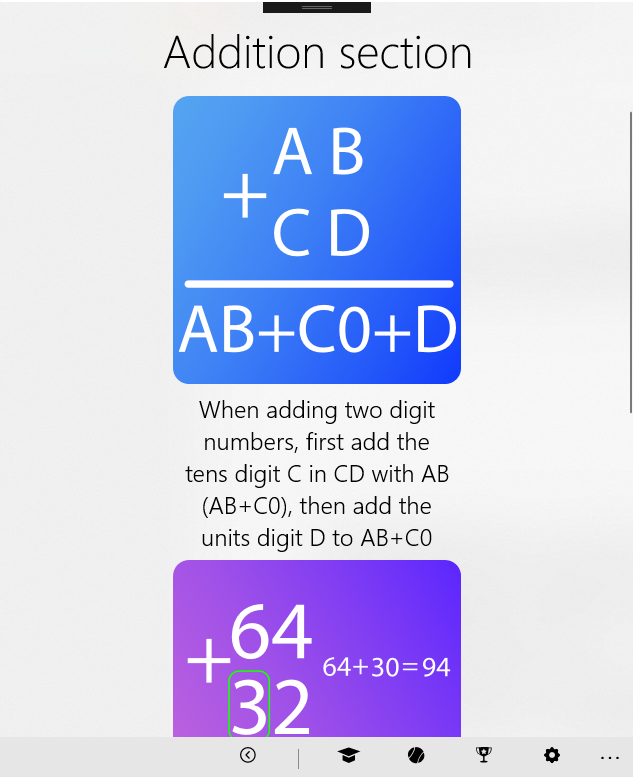 Addition section
A B
+
C D
AB+C0+D
When adding two digit
numbers, first add the
tens digit C in CD with AB
(AB+C0), then add the
units digit D to AB+C0
64
+
64+30=94
32